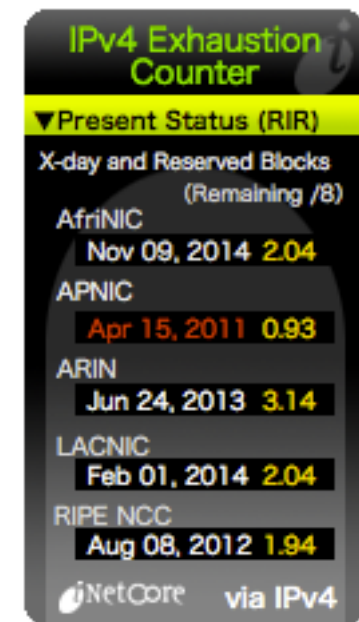 IPv4 Exhaustion
Counter
▼Present Status (RIR)
X-day and Reserved Blocks
(Remaining /8)
AfriNIC
Nov 09, 2014 2.04
APNIC
Apr 15, 2011 0.93
ARIN
Jun 24, 2013 3.14
LACNIC
Feb 01, 2014 2.04
RIPE NCC
Aug 08, 2012 1.94
iNetCore via IPv4